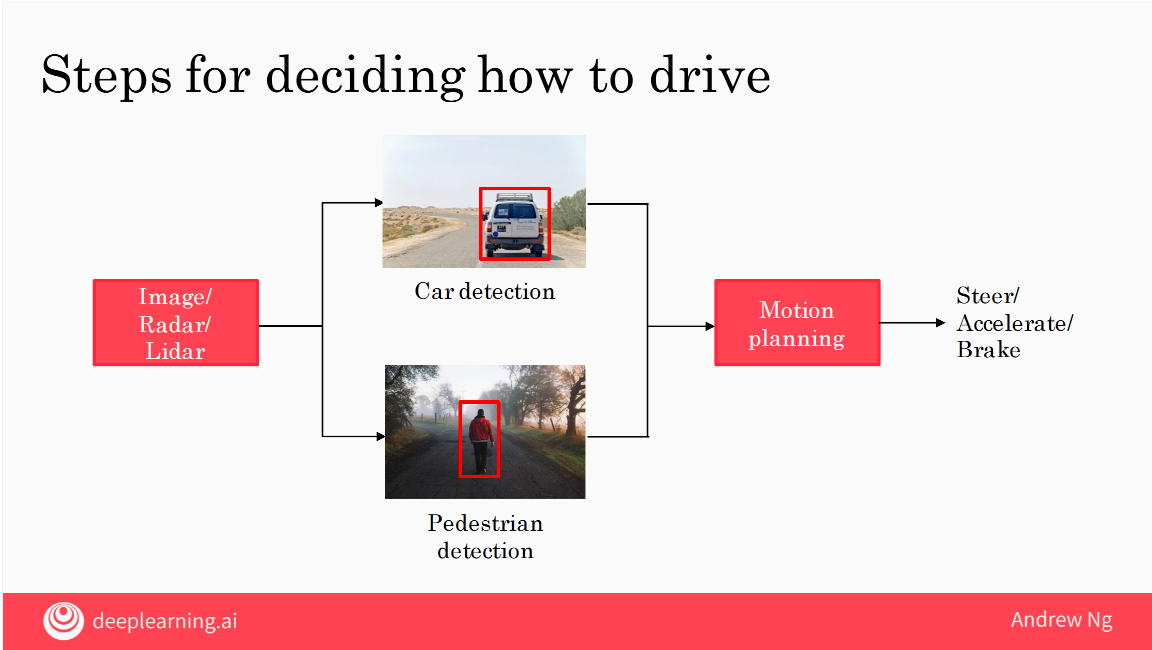 Steps for deciding how to drive
Image/
Radar/
Lidar
Car detection
Pedestrian
detection
Motion
planning
Steer/
Accelerate/
Brake
deeplearning.ai
Andrew Ng